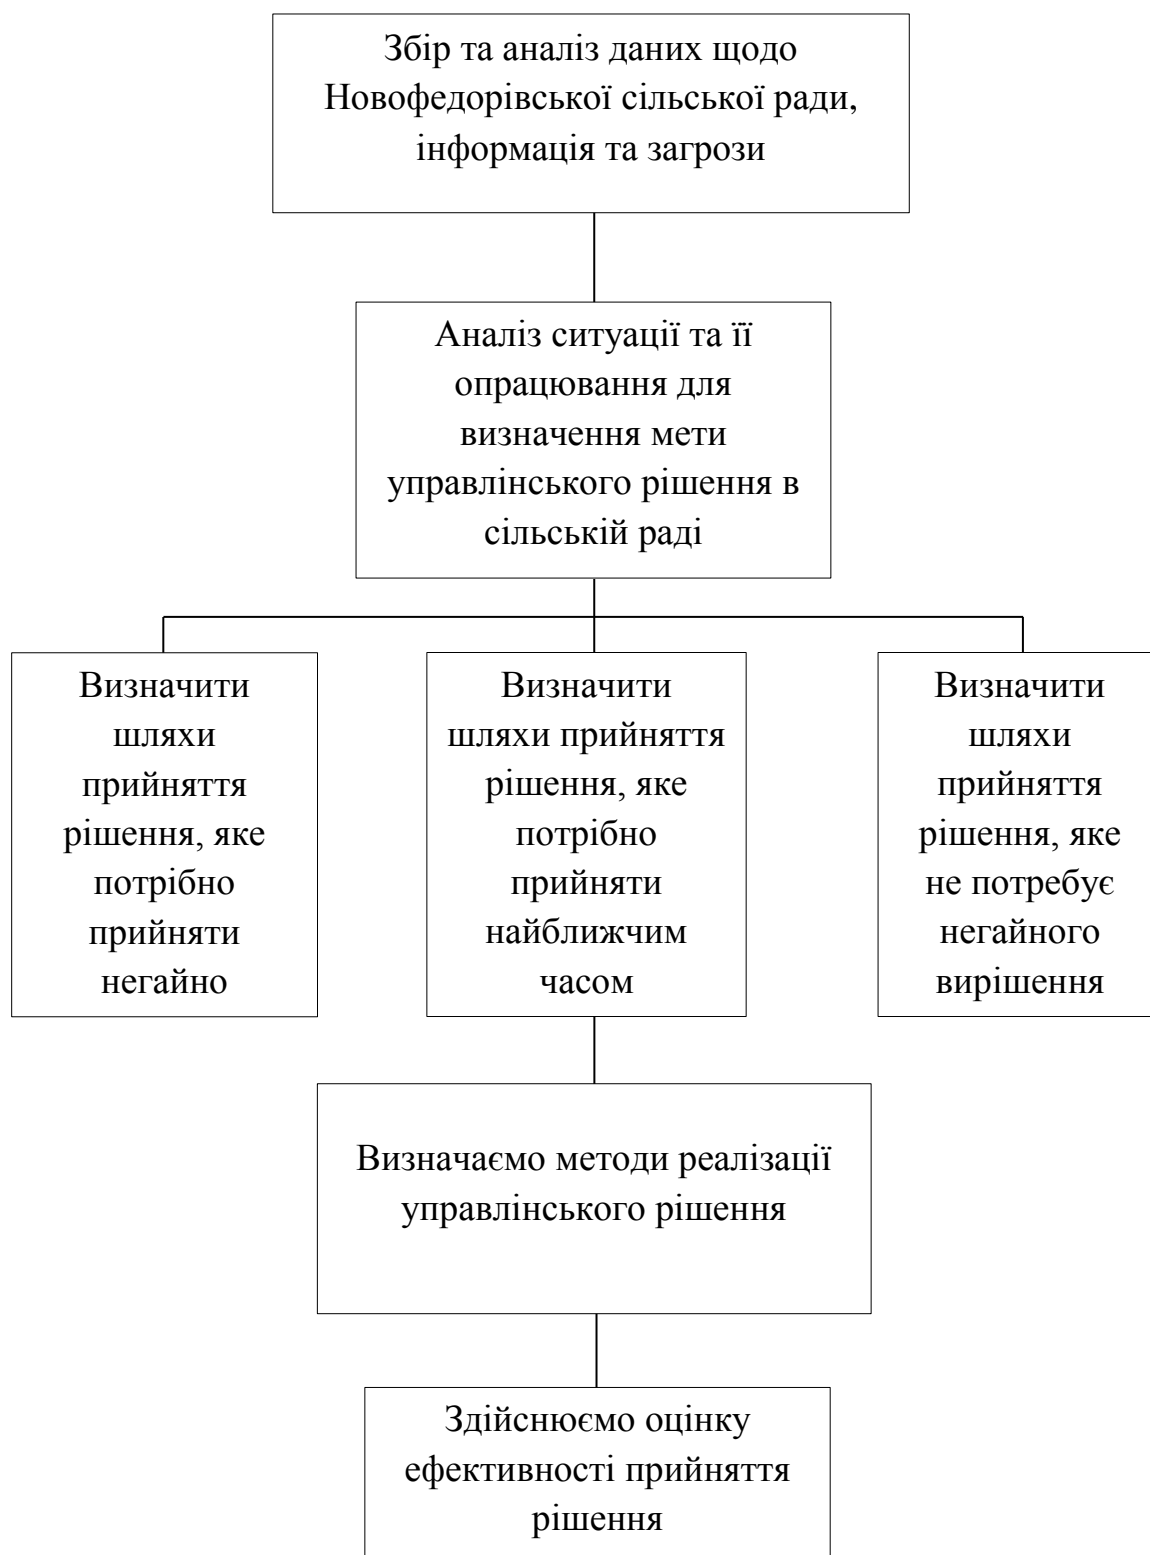 Збір та аналіз даних щодо
Новофедорівської сільської ради,
інформація та загрози
Аналіз ситуації та її
опрацювання для
визначення мети
управлінського рішення в
сільській раді
Визначити
шляхи
прийняття
рішення, яке
потрібно
прийняти
негайно
Визначити
шляхи прийняття
рішення, яке
потрібно
прийняти
найближчим
часом
Визначити
шляхи
прийняття
рішення, яке
не потребує
негайного
вирішення
Визначаємо методи реалізації
управлінського рішення
Здійснюємо оцінку
ефективності прийняття
рішення